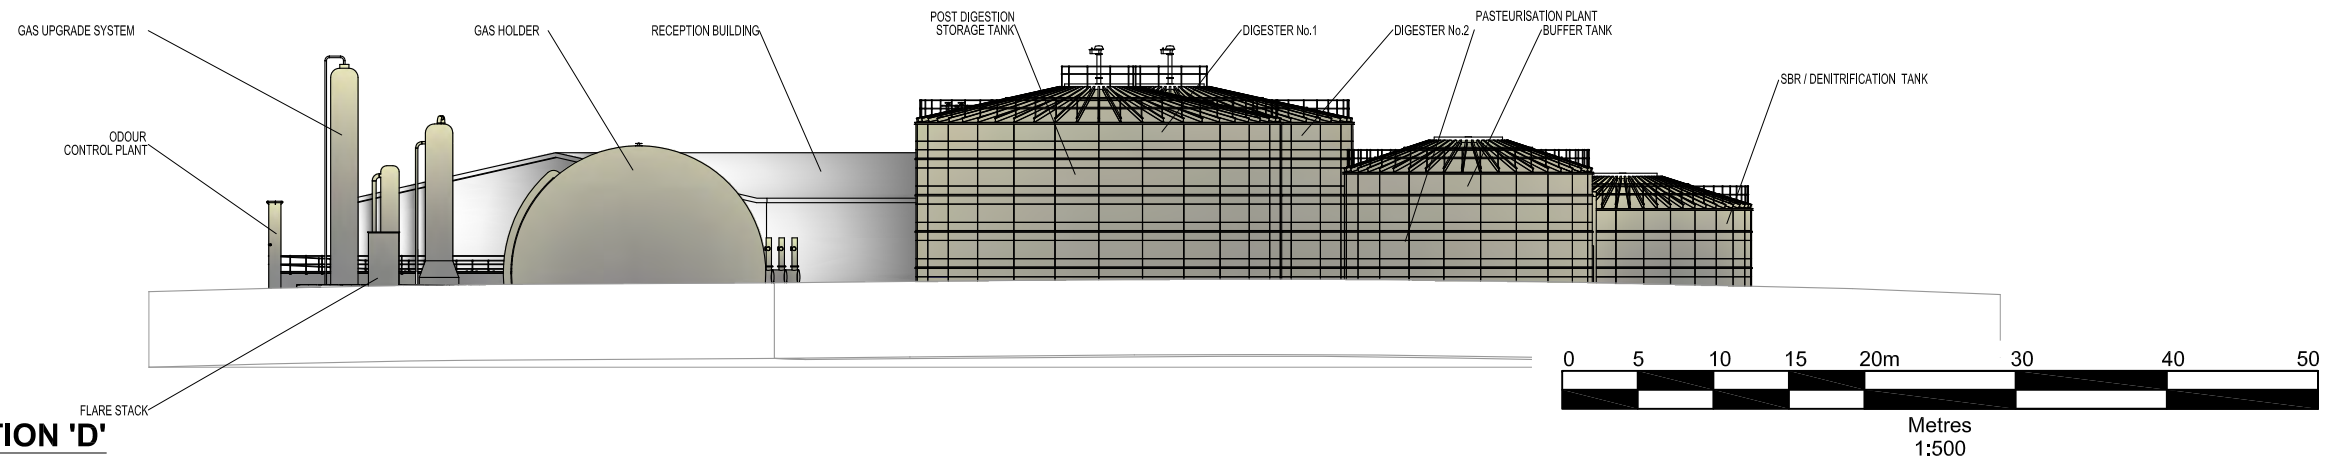 GAS UPGRADE SYSTEM
GAS HOLDER
RECEPTION BUILDING
POST DIGESTION
STORAGE TANK
DIGESTER No.1
DIGESTER No.2
PASTEURISATION PLANT
BUFFER TANK
SBR / DENITRIFICATION TANK
ODOUR
CONTROL PLANT
FLARE STACK
TION 'D'
0 5 10 15 20m 30 40 50
Metres
1:500